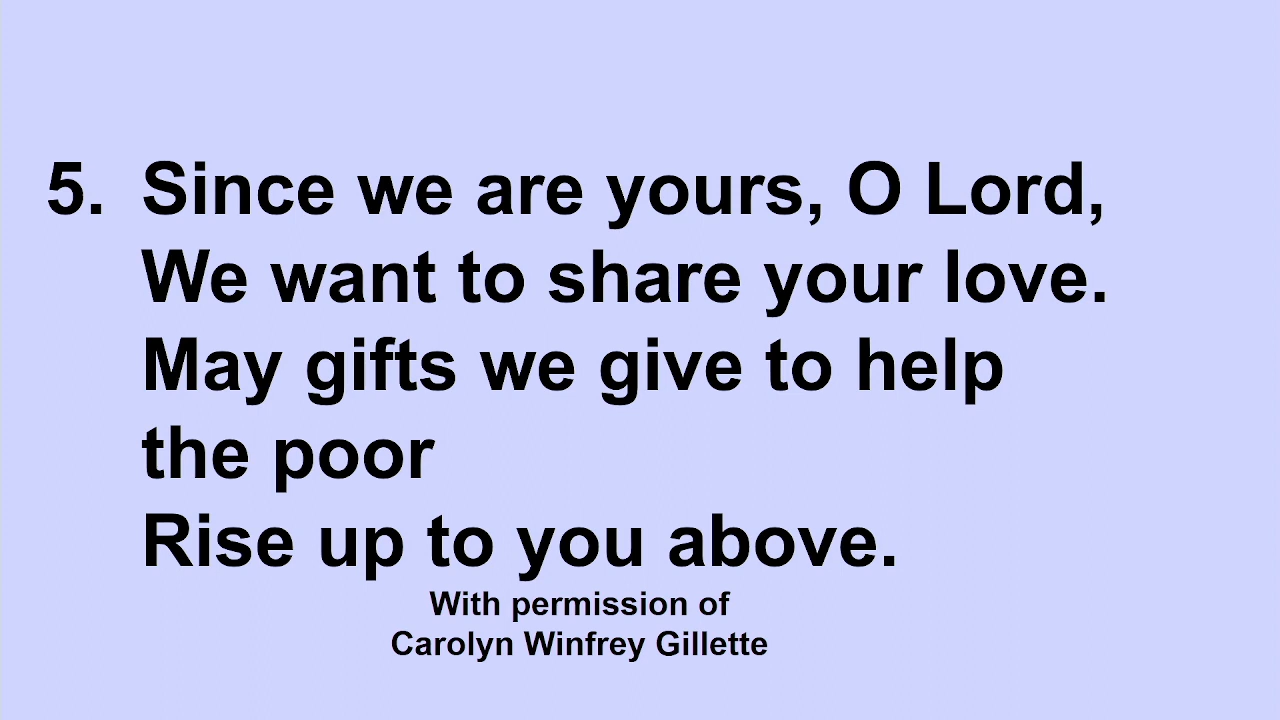 5. Since we are yours, O Lord,
We want to share your love.
May gifts we give to help
the poor
Rise up to you above.
With permission of
Carolyn Winfrey Gillette